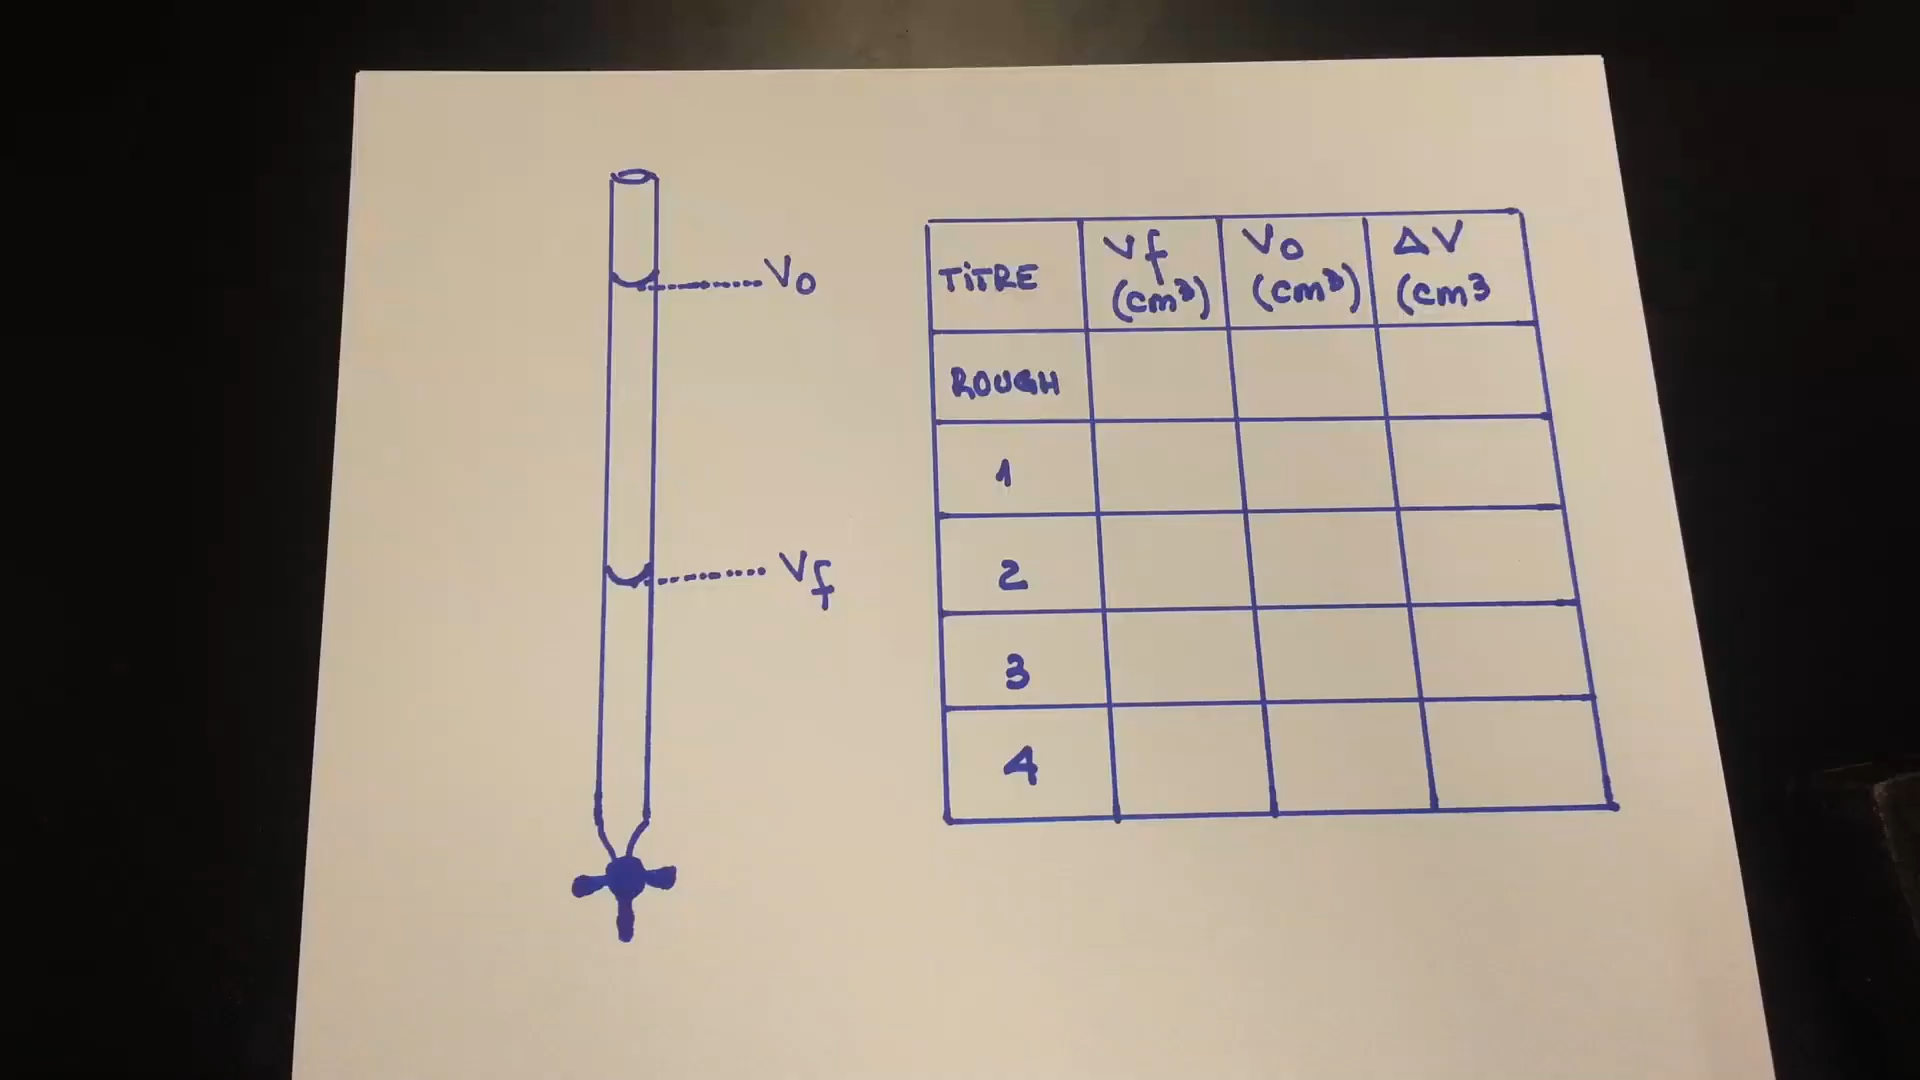 V0
Vf
TiTRE
Vf
(cm³)
V0
(cm³)
ΔV
(cm3
ROUGH
1
2
3
4